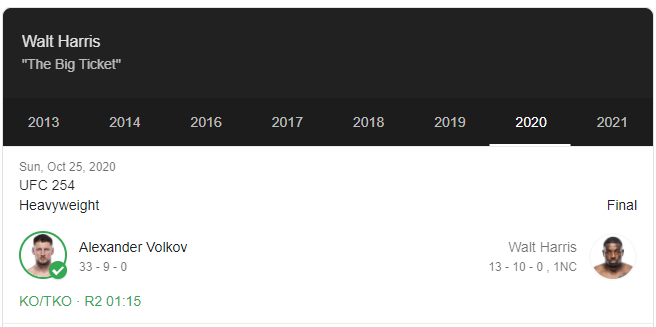 Walt Harris
"The Big Ticket"
2013 2014 2016 2017 2018 2019 2020 2021
Sun, Oct 25, 2020
UFC 254
Heavyweight Final
Alexander Volkov Walt Harris
33 - 9 - 0 13 - 10 - 0 , 1NC
KO/TKO · R2 01:15